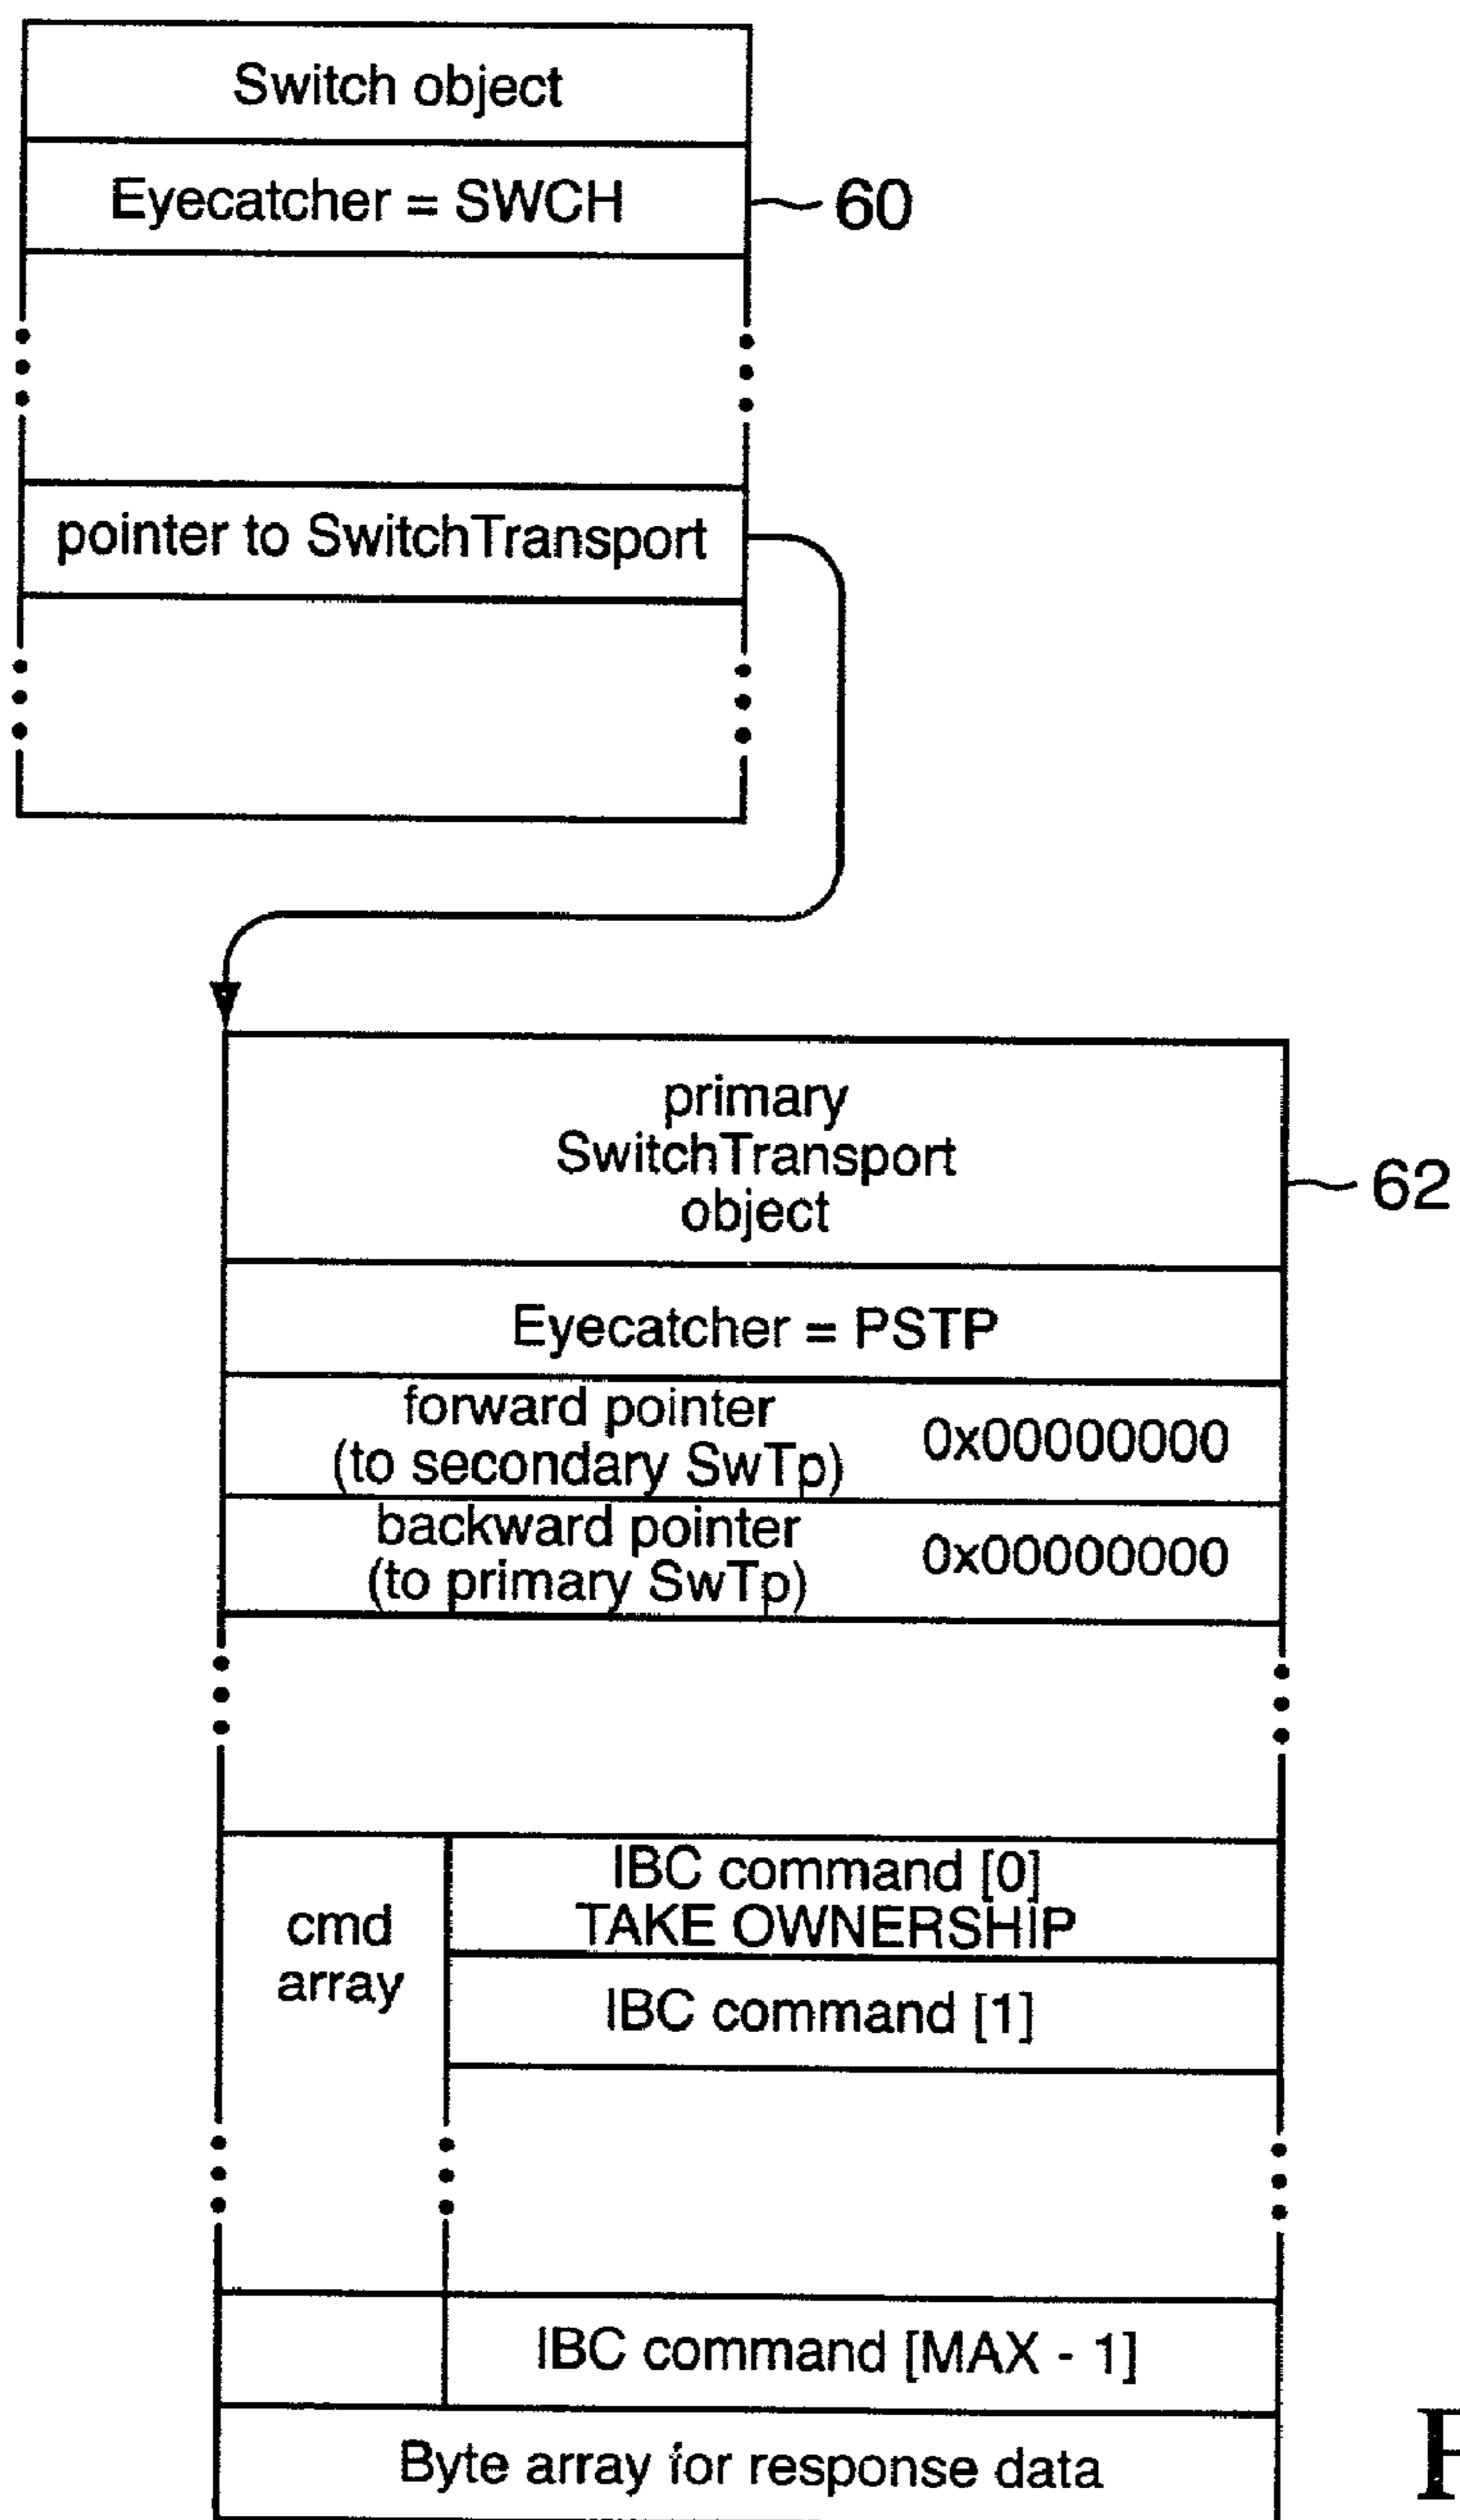 Switch object
Eyecatcher = SWCH
60
pointer to SwitchTransport
primary
SwitchTransport
object
62
Eyecatcher = PSTP
forward pointer
(to secondary SwTp)
0x00000000
backward pointer
(to primary SwTp)
0x00000000
cmd
array
IBC command [0]
TAKE OWNERSHIP
IBC command [1]
IBC command [MAX - 1]
Byte array for response data